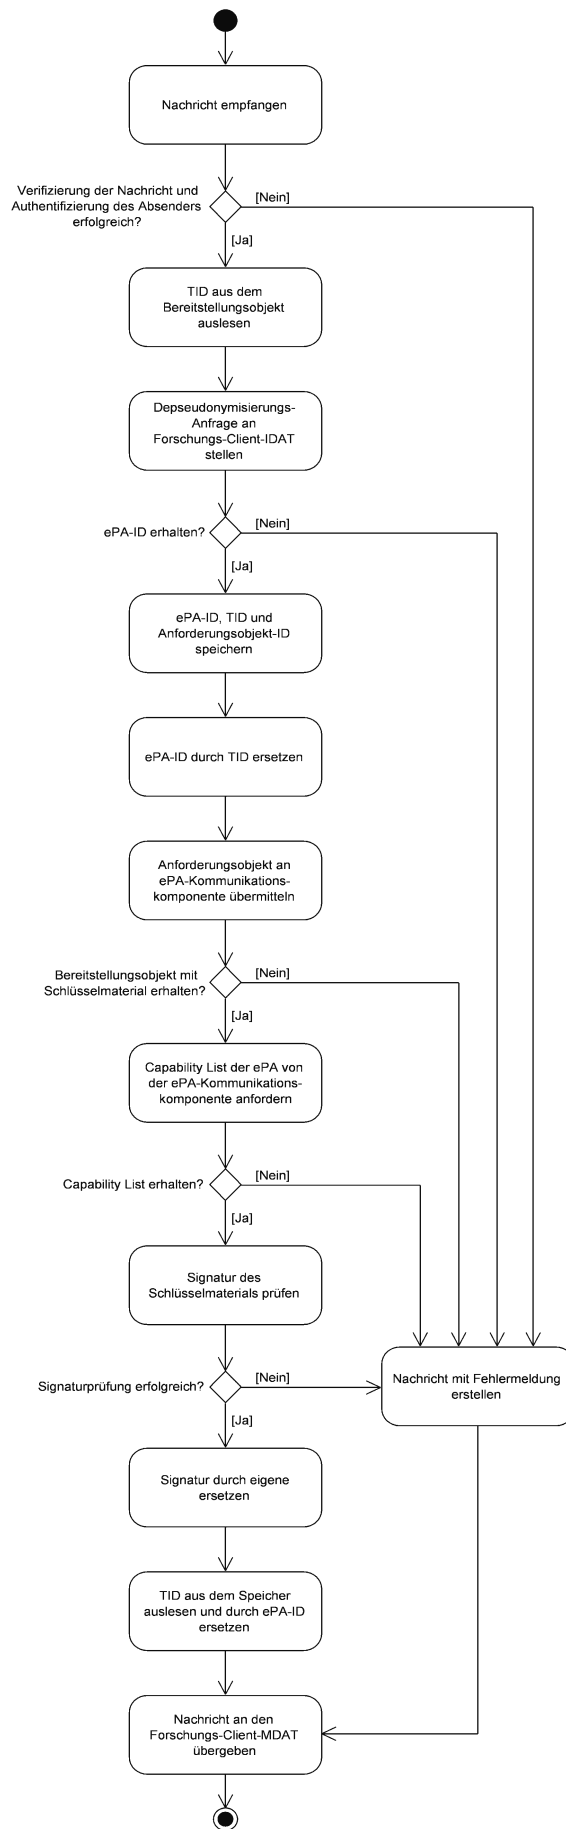 Nachricht empfangen
Verifizierung der Nachricht und
Authentifizierung des Absenders
erfolgreich?
[Nein]
[Ja]
TID aus dem
Bereitstellungsobjekt
auslesen
Depseudonymisierungs-
Anfrage an
Forschungs-Client-IDAT
stellen
ePA-ID erhalten?
[Nein]
[Ja]
ePA-ID, TID und
Anforderungsobjekt-ID
speichern
ePA-ID durch TID ersetzen
Anforderungsobjekt an
ePA-Kommunikations-
komponente übermitteln
Bereitstellungsobjekt mit
Schlüsselmaterial erhalten?
[Nein]
[Ja]
Capability List der ePA von
der ePA-Kommunikations-
komponente anfordern
Capability List erhalten?
[Nein]
[Ja]
Signatur des
Schlüsselmaterials prüfen
Signaturprüfung erfolgreich?
[Nein]
[Ja]
Nachricht mit Fehlermeldung
erstellen
Signatur durch eigene
ersetzen
TID aus dem Speicher
auslesen und durch ePA-ID
ersetzen
Nachricht an den
Forschungs-Client-MDAT
übergeben